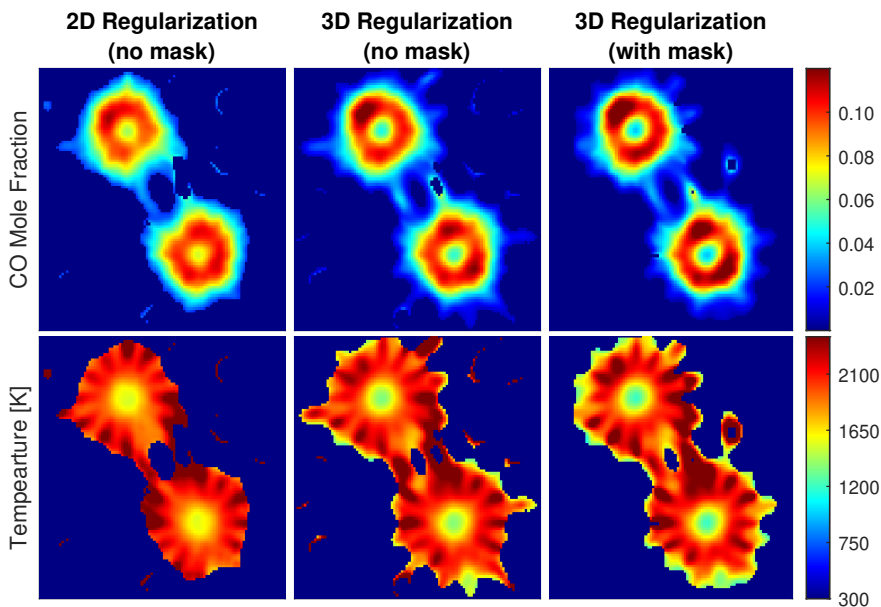 2D Regularization
(no mask)
3D Regularization
(no mask)
3D Regularization
(with mask)
CO Mole Fraction
0.10
0.08
0.06
0.04
0.02
Tempearture [K]
2100
1650
1200
750
300